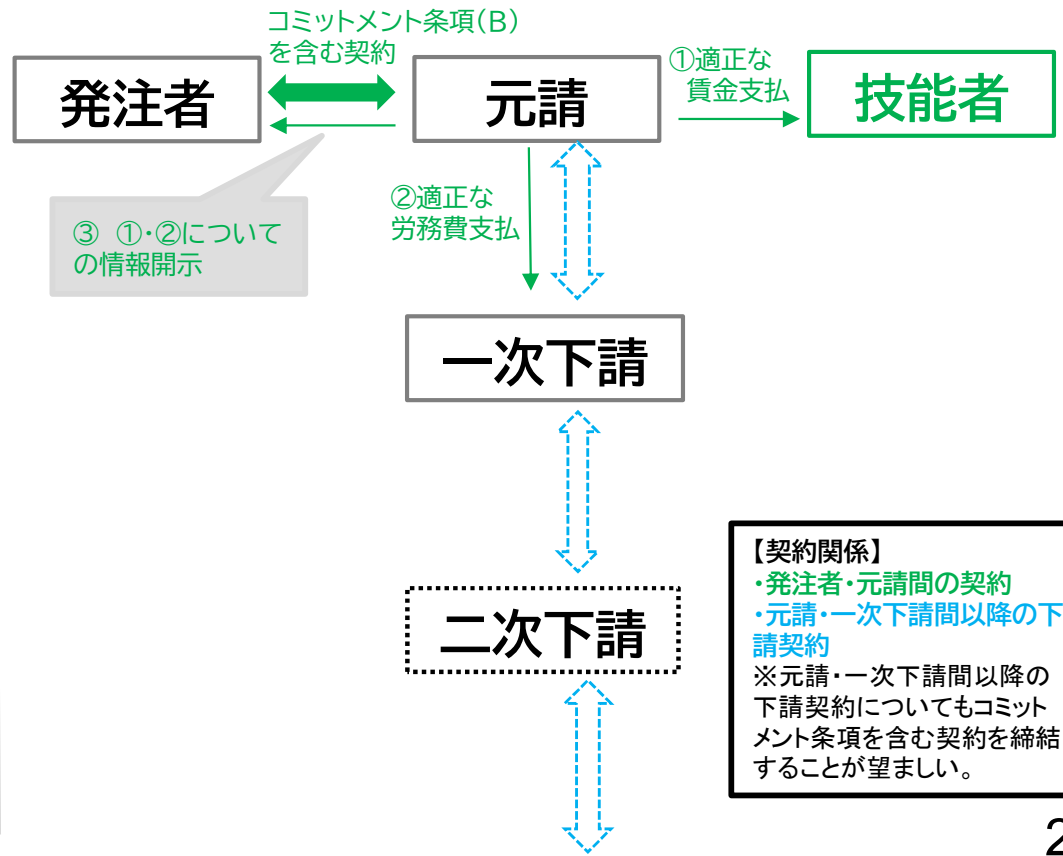 コミットメント条項(B)
を含む契約
発注者
元請
①適正な
賃金支払
技能者
③ ①・②について
の情報開示
②適正な
労務費支払
一次下請
二次下請
【契約関係】
・発注者・元請間の契約
・元請・一次下請間以降の下
請契約
※元請・一次下請間以降の
下請契約についてもコミット
メント条項を含む契約を締結
することが望ましい。
2